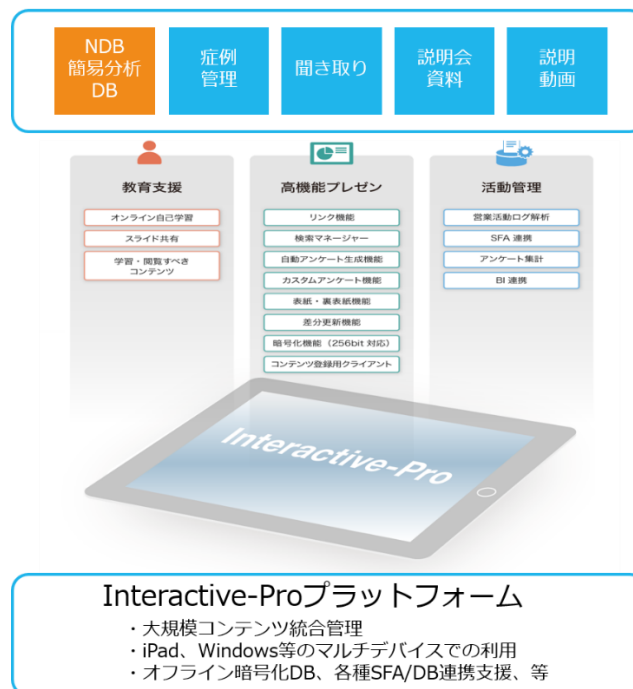 NDB
簡易分析
DB
症例
管理
聞き取り
説明会
資料
説明
動画
教育支援
オンライン自己学習
スライド共有
学習・閲覧すべき
コンテンツ
高機能プレゼン
リンク機能
検索マネージャー
自動アンケート生成機能
カスタムアンケート機能
表紙・裏表紙機能
差分更新機能
暗号化機能（256bit 対応）
コンテンツ登録用クライアント
活動管理
営業活動ログ解析
SFA 連携
アンケート集計
BI 連携
Interactive-Pro
Interactive-Proプラットフォーム
・大規模コンテンツ統合管理
・iPad、Windows等のマルチデバイスでの利用
・オフライン暗号化DB、各種SFA/DB連携支援、等